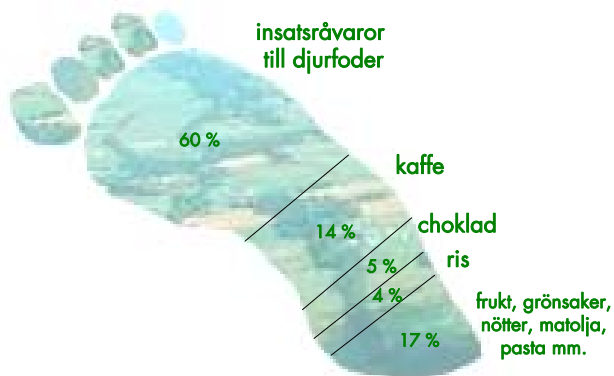 insatsråvaror
till djurfoder
60 %
kaffe
14 %
choklad
5 %
ris
4 %
frukt, grönsaker,
nötter, matolja,
pasta mm.
17 %